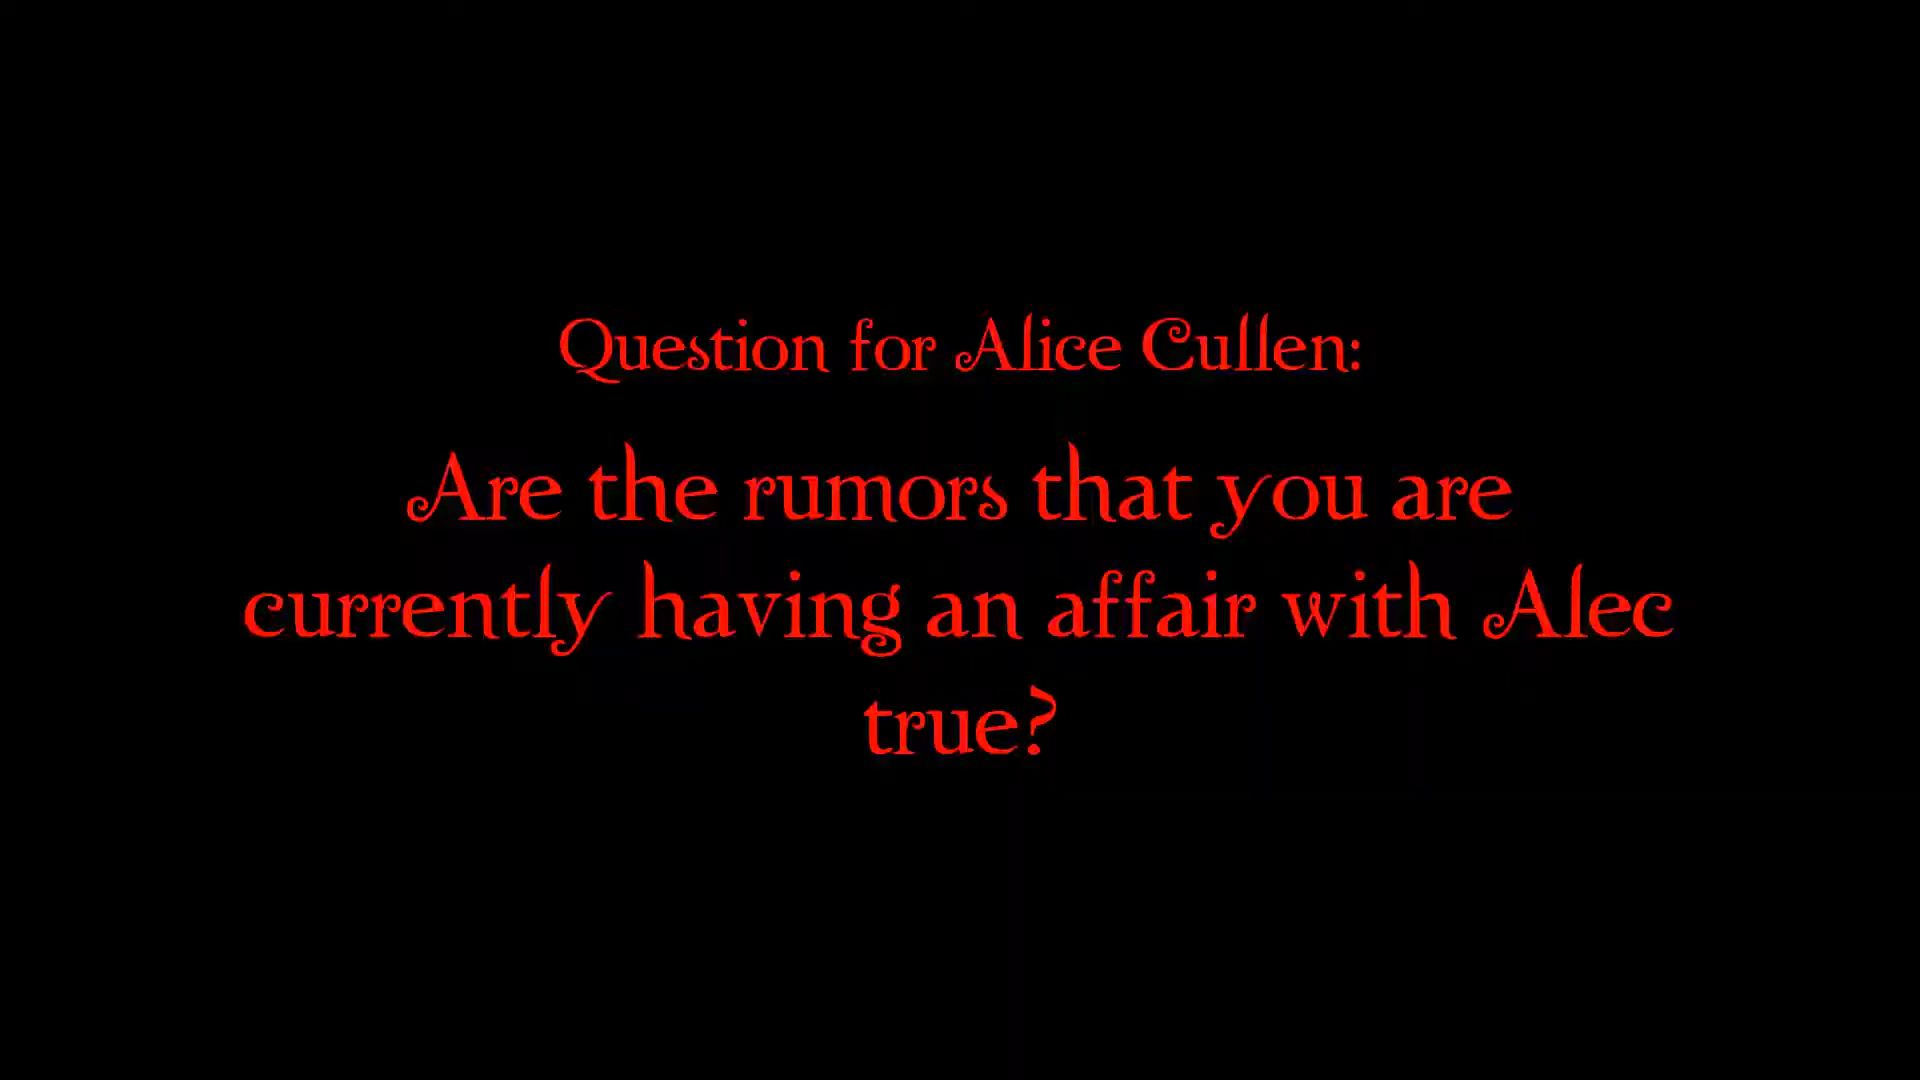 Question for Alice Cullen:
Are the rumors that you are
currently having an affair with Alec
true?